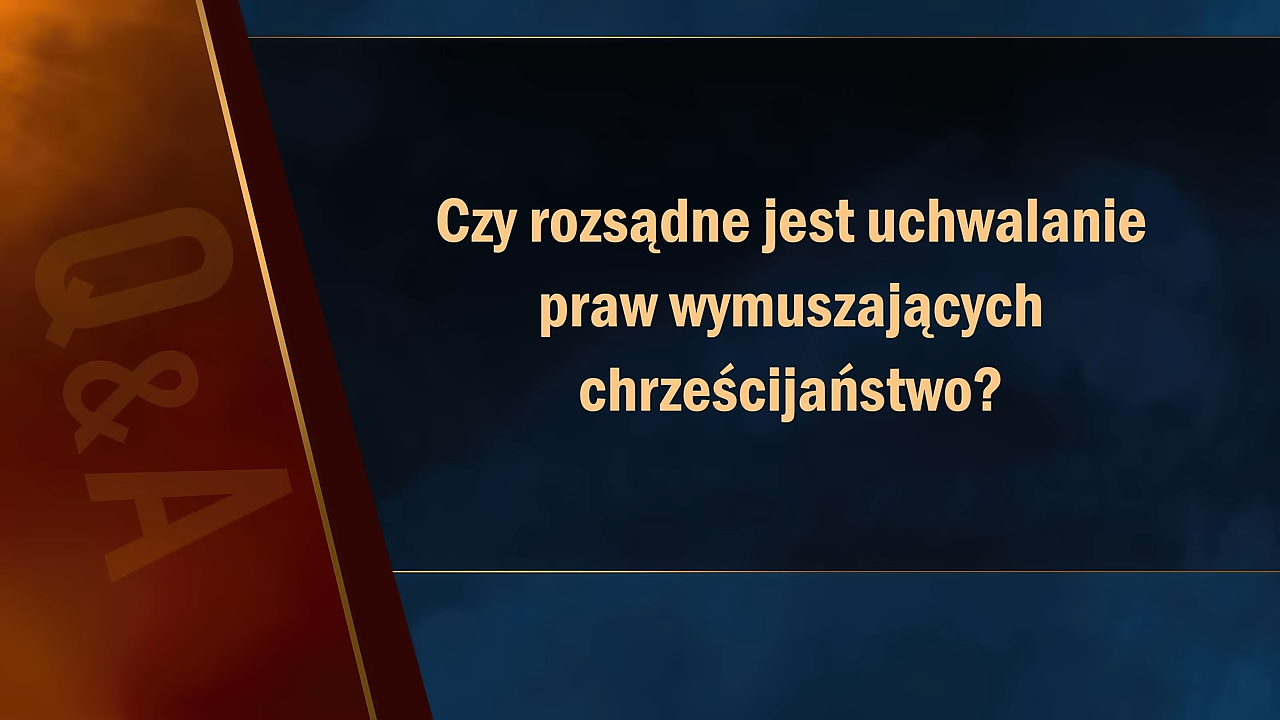 Q & A
Czy rozsądne jest uchwalanie
praw wymuszających
chrześcijaństwo?